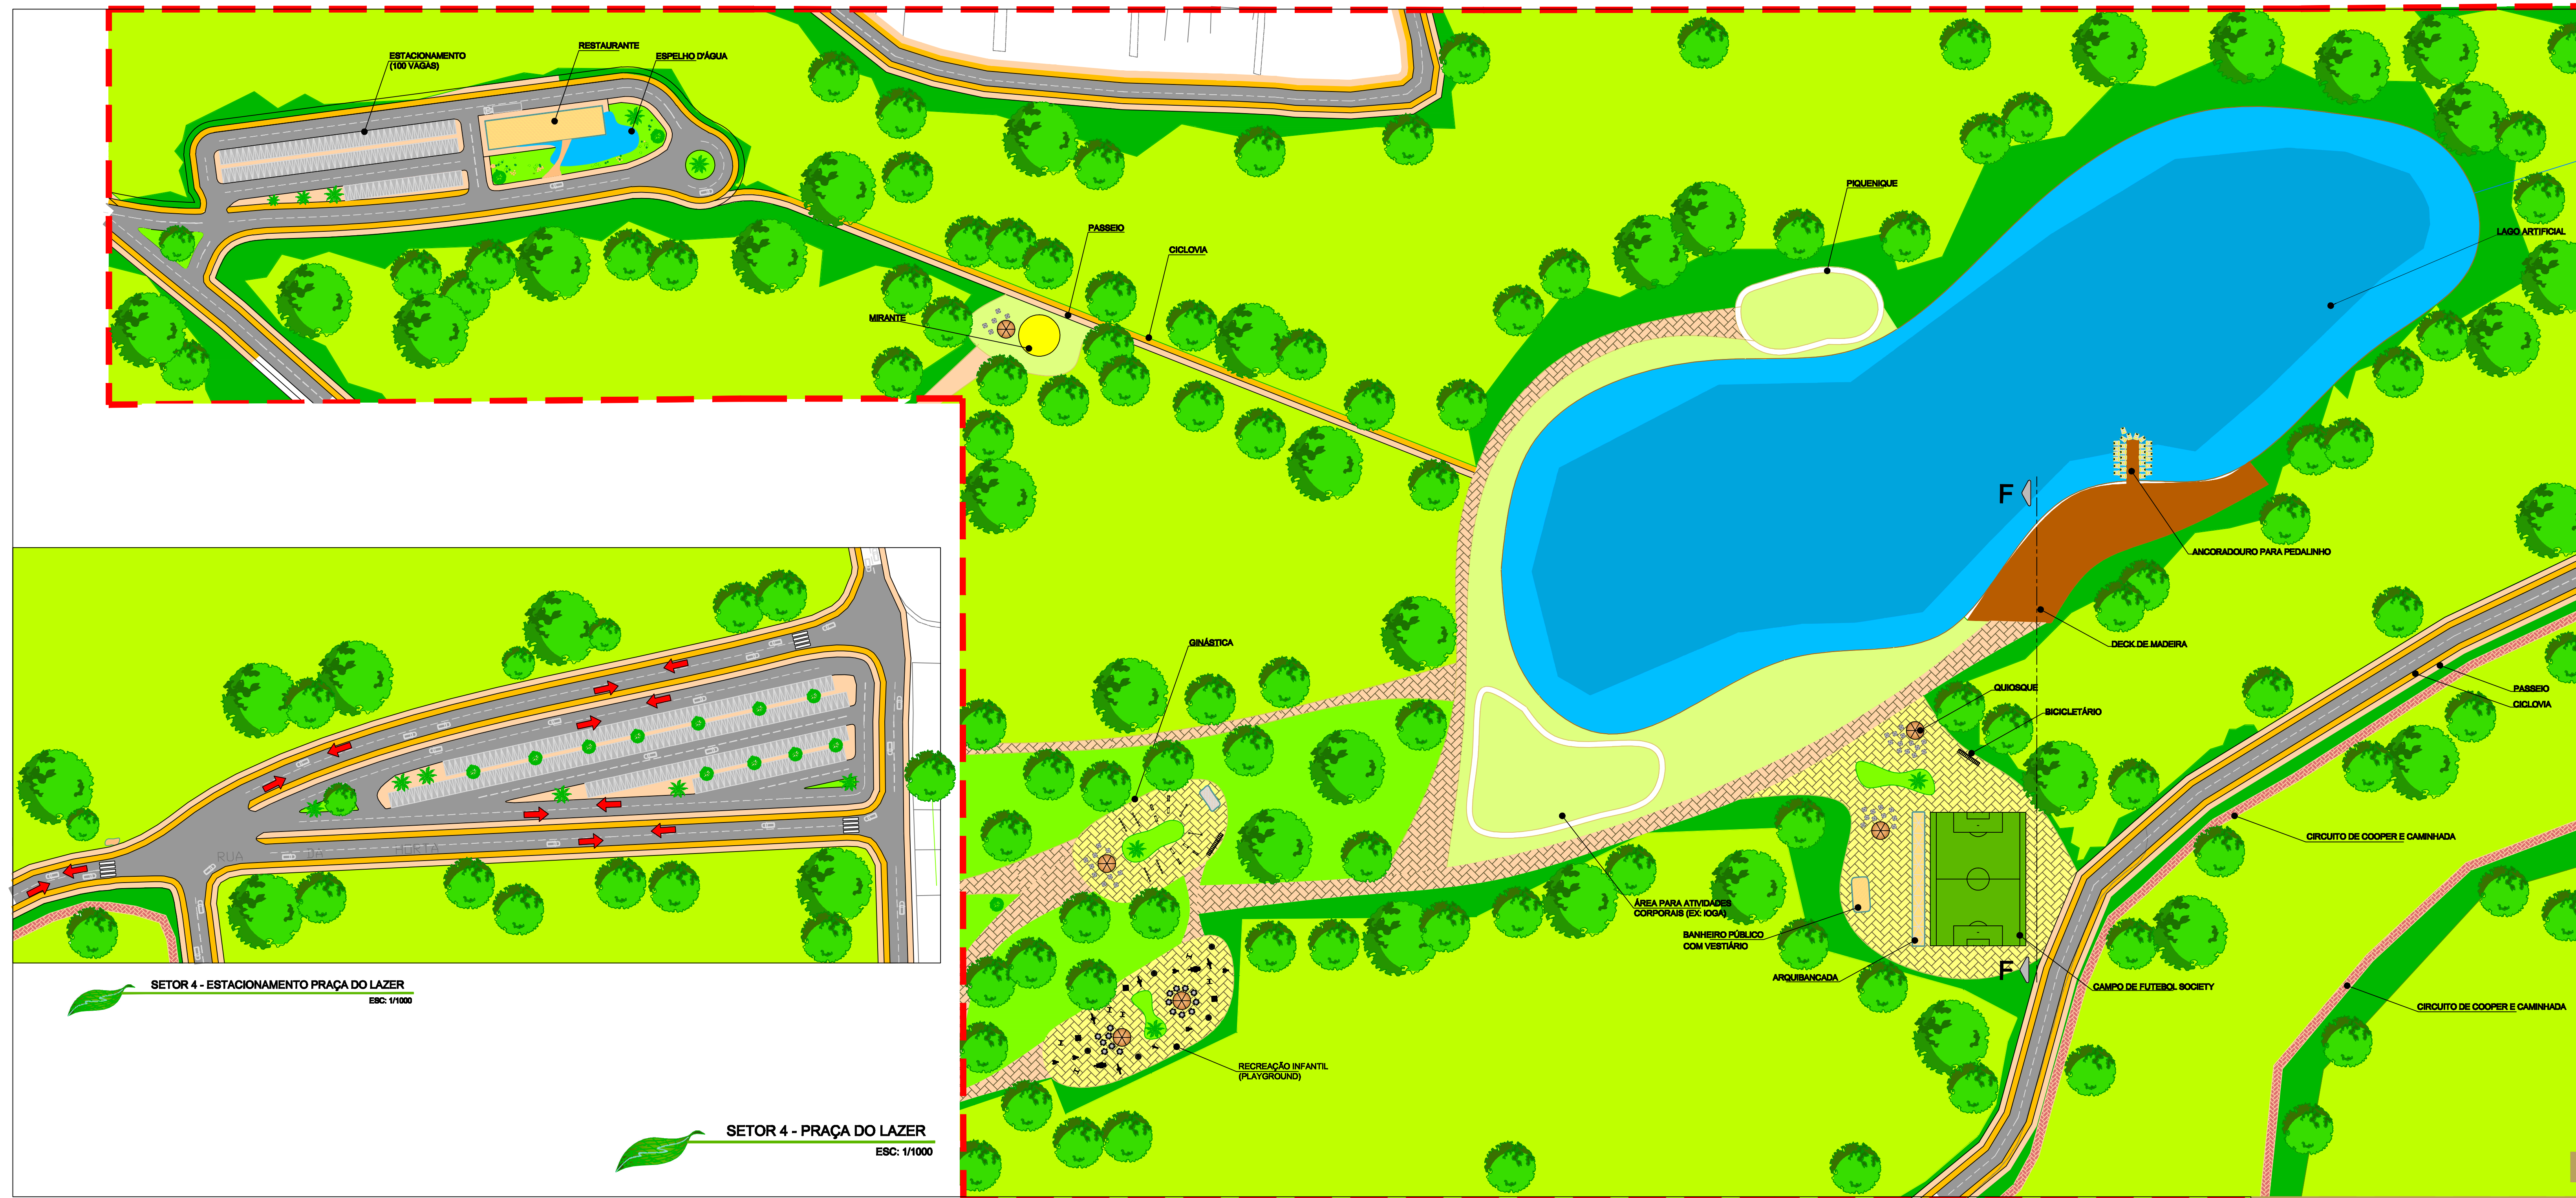 ESTACIONAMENTO
(100 VAGAS)
RESTAURANTE
ESPELHO D'ÁGUA
PIQUENIQUE
PASSEIO
CICLOVIA
LAGO ARTIFICIAL
MIRANTE
F
ANCORADOURO PARA PEDALINHO
GINÁSTICA
DECK DE MADEIRA
QUIOSQUE
PASSEIO
CICLOVIA
BICICLETÁRIO
CIRCUITO DE COOPER E CAMINHADA
RUA DA HORTA
ÁREA PARA ATIVIDADES
CORPORAIS (EX: IOGA)
BANHEIRO PÚBLICO
COM VESTIÁRIO
F
ARQUIBANCADA
CAMPO DE FUTEBOL SOCIETY
CIRCUITO DE COOPER E CAMINHADA
SETOR 4 - ESTACIONAMENTO PRAÇA DO LAZER
ESC: 1/1000
RECREAÇÃO INFANTIL
(PLAYGROUND)
SETOR 4 - PRAÇA DO LAZER
ESC: 1/1000